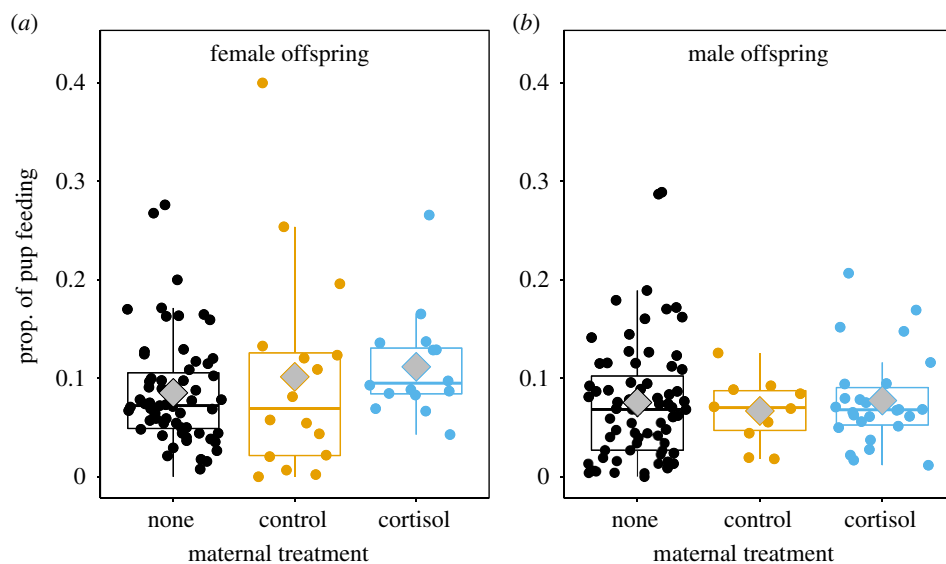 (a)
female offspring
(b)
male offspring
prop. of pup feeding
0.4
0.3
0.2
0.1
0
0.4
0.3
0.2
0.1
0
none control cortisol
maternal treatment
none control cortisol
maternal treatment